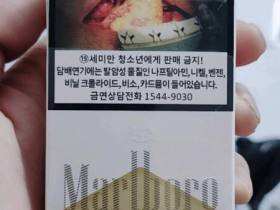 ⑲세 미만 청소년에게 판매 금지!
담배연기에는 발암성 물질인 나프틸아민, 니켈, 벤젠,
비닐 크롤라이드, 비소, 카드뮴이 들어있습니다.
금연상담전화 1544-9030
Marlboro